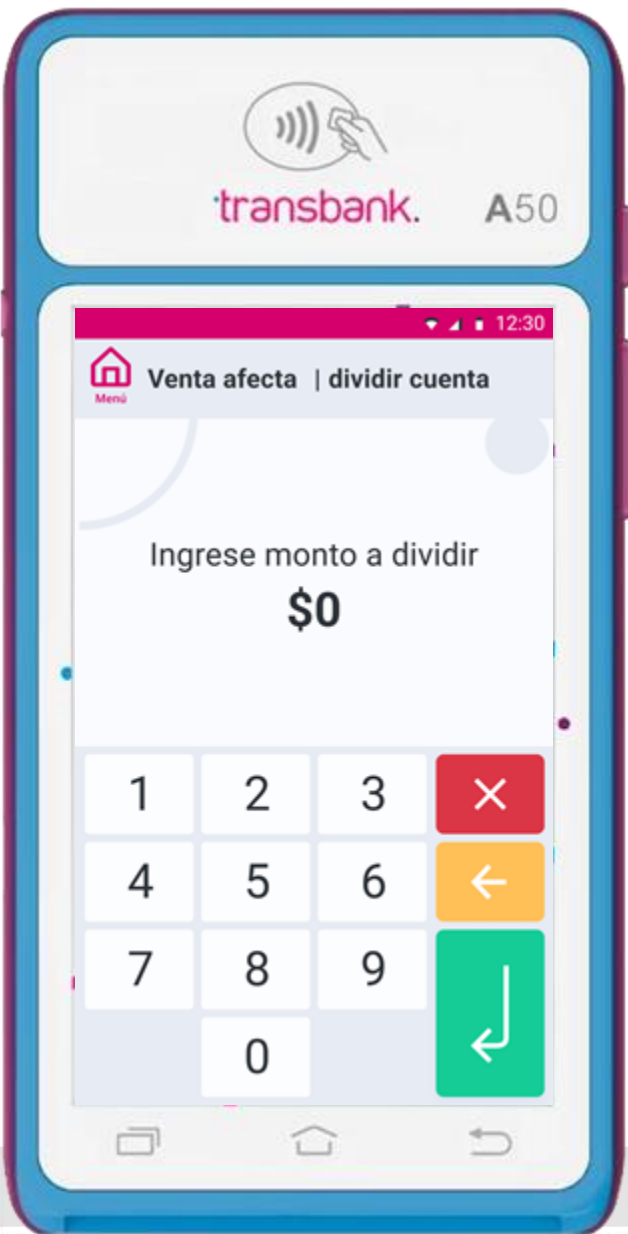 transbank.
A50
12:30
Menú
Venta afecta | dividir cuenta
Ingrese monto a dividir
$0
1 2 3
4 5 6
7 8 9
0